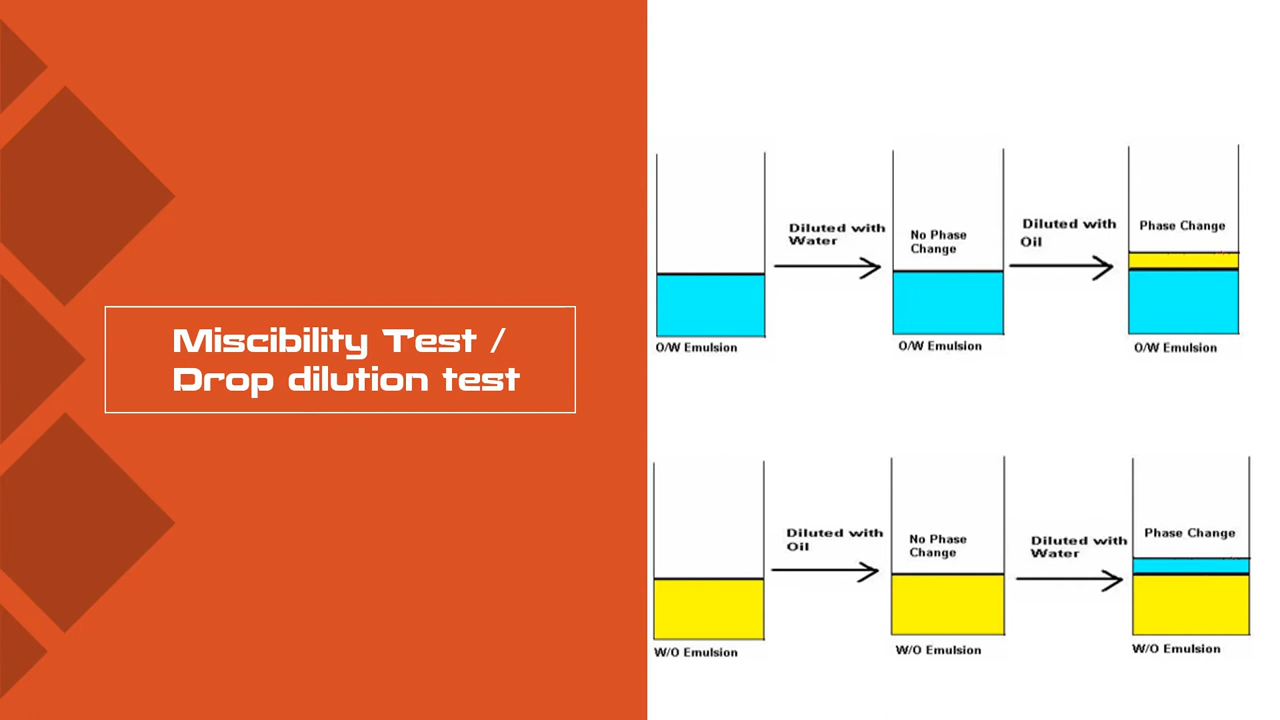 Miscibility Test /
Drop dilution test
Diluted with
Water
No Phase
Change
Diluted with
Oil
Phase Change
O/W Emulsion
O/W Emulsion
O/W Emulsion
Diluted with
Oil
No Phase
Change
Diluted with
Water
Phase Change
W/O Emulsion
W/O Emulsion
W/O Emulsion